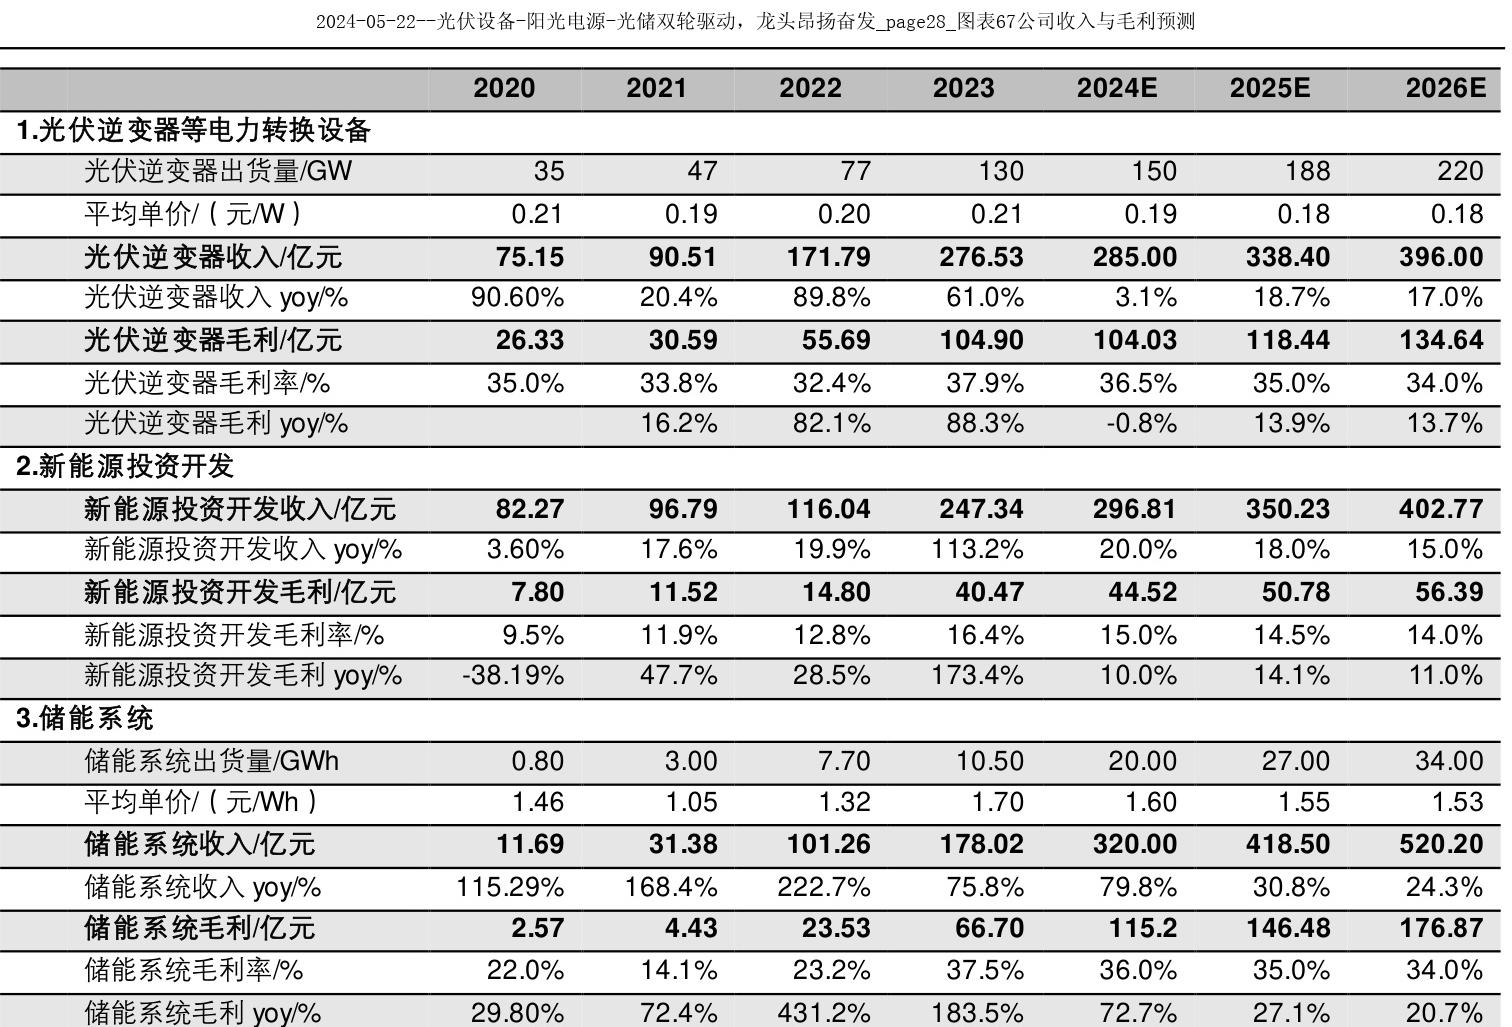 2024-05-22--光伏设备-阳光电源-光储双轮驱动，龙头昂扬奋发_page28_图表67公司收入与毛利预测
2020 2021 2022 2023 2024E 2025E 2026E
1.光伏逆变器等电力转换设备
光伏逆变器出货量/GW 35 47 77 130 150 188 220
平均单价/（元/W） 0.21 0.19 0.20 0.21 0.19 0.18 0.18
光伏逆变器收入/亿元 75.15 90.51 171.79 276.53 285.00 338.40 396.00
光伏逆变器收入 yoy/% 90.60% 20.4% 89.8% 61.0% 3.1% 18.7% 17.0%
光伏逆变器毛利/亿元 26.33 30.59 55.69 104.90 104.03 118.44 134.64
光伏逆变器毛利率/% 35.0% 33.8% 32.4% 37.9% 36.5% 35.0% 34.0%
光伏逆变器毛利 yoy/% 16.2% 82.1% 88.3% -0.8% 13.9% 13.7%
2.新能源投资开发
新能源投资开发收入/亿元 82.27 96.79 116.04 247.34 296.81 350.23 402.77
新能源投资开发收入 yoy/% 3.60% 17.6% 19.9% 113.2% 20.0% 18.0% 15.0%
新能源投资开发毛利/亿元 7.80 11.52 14.80 40.47 44.52 50.78 56.39
新能源投资开发毛利率/% 9.5% 11.9% 12.8% 16.4% 15.0% 14.5% 14.0%
新能源投资开发毛利 yoy/% -38.19% 47.7% 28.5% 173.4% 10.0% 14.1% 11.0%
3.储能系统
储能系统出货量/GWh 0.80 3.00 7.70 10.50 20.00 27.00 34.00
平均单价/（元/Wh） 1.46 1.05 1.32 1.70 1.60 1.55 1.53
储能系统收入/亿元 11.69 31.38 101.26 178.02 320.00 418.50 520.20
储能系统收入 yoy/% 115.29% 168.4% 222.7% 75.8% 79.8% 30.8% 24.3%
储能系统毛利/亿元 2.57 4.43 23.53 66.70 115.2 146.48 176.87
储能系统毛利率/% 22.0% 14.1% 23.2% 37.5% 36.0% 35.0% 34.0%
储能系统毛利 yoy/% 29.80% 72.4% 431.2% 183.5% 72.7% 27.1% 20.7%